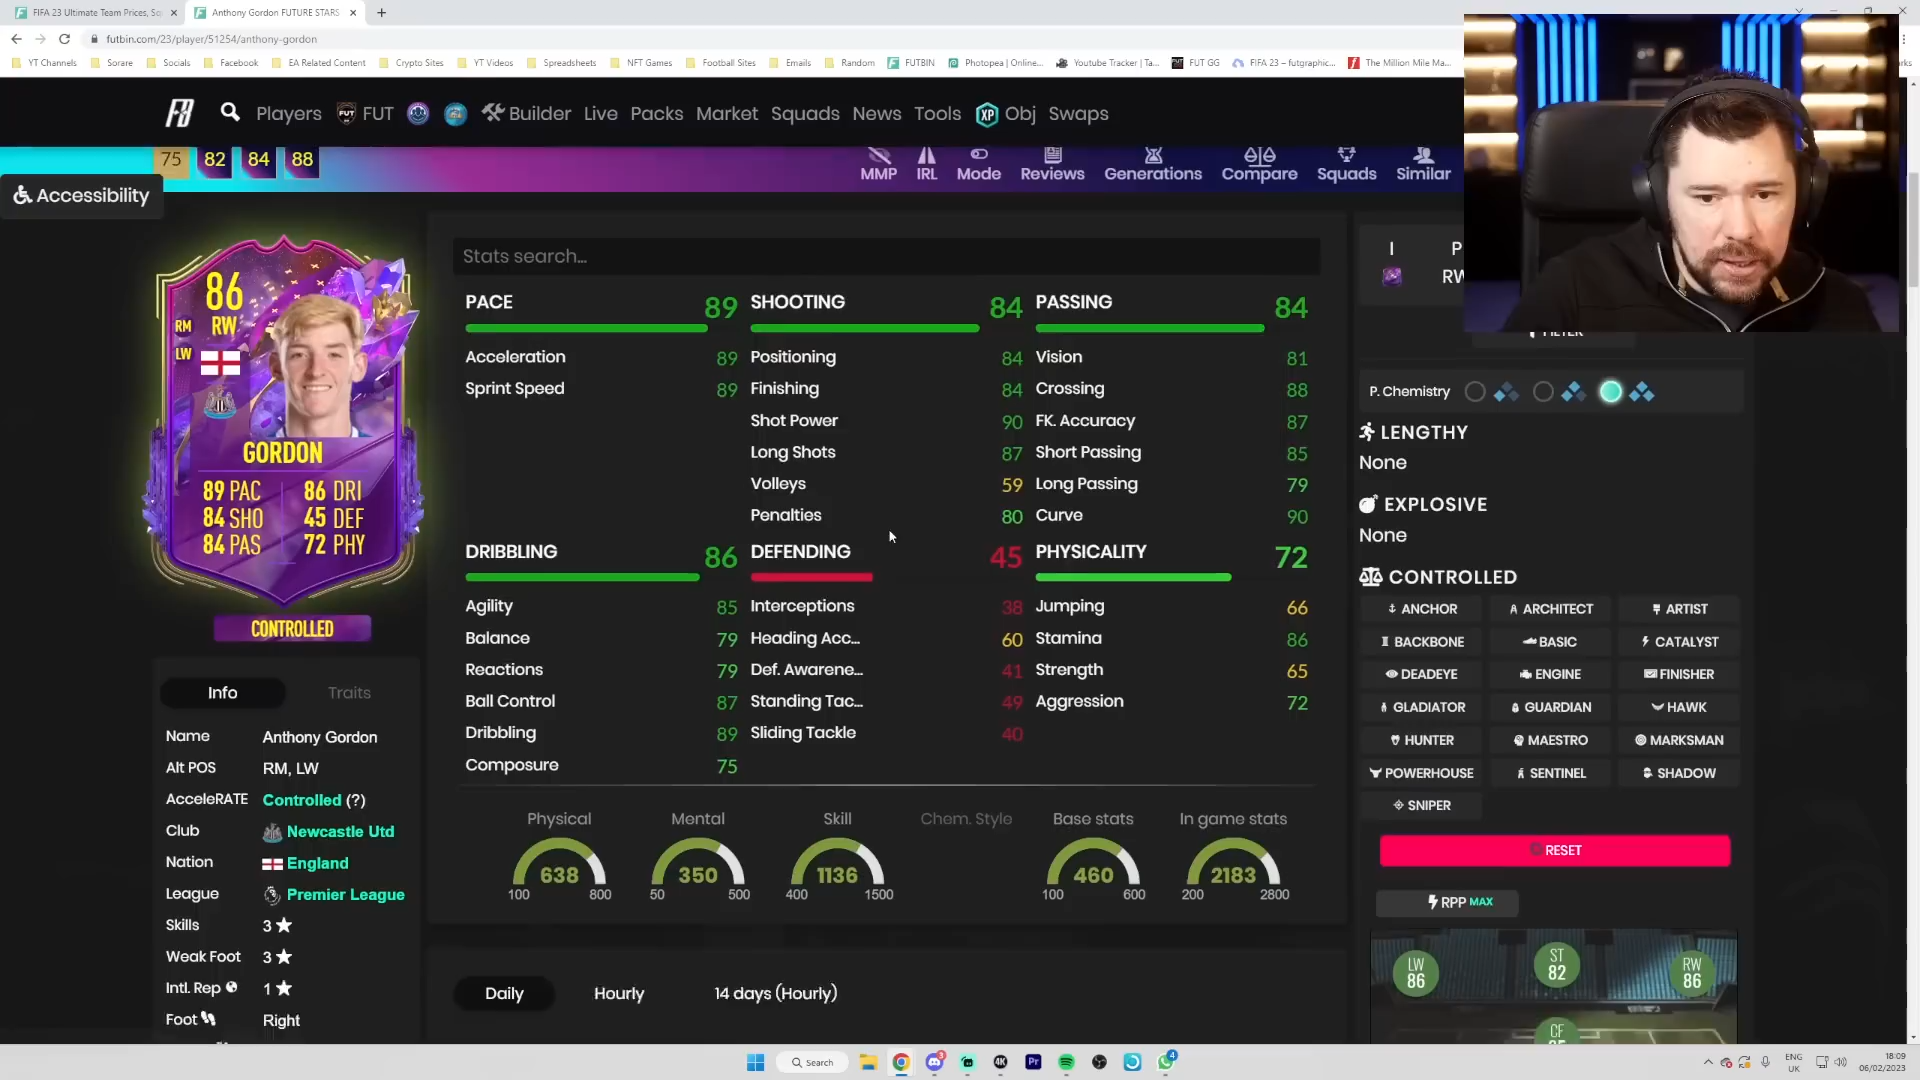 FIFA 23 Ultimate Team Prices, Sq
Anthony Gordon FUTURE STARS
futbin.com/23/player/51254/anthony-gordon
YT Channels Sorare Socials Facebook EA Related Content Crypto Sites YT Videos Spreadsheets NFT Games Football Sites Emails Random FUTBIN Photopea | Online... Youtube Tracker | Ta... FUT GG FIFA 23 – futgraphic... The Million Mile Ma...
Players FUT Builder Live Packs Market Squads News Tools XP Obj Swaps
75 82 84 88
MMP IRL Mode Reviews Generations Compare Squads Similar
Accessibility
Stats search...
86
RW
RM
LW
GORDON
89 PAC 86 DRI
84 SHO 45 DEF
84 PAS 72 PHY
CONTROLLED
PACE 89 SHOOTING 84 PASSING 84
Acceleration 89 Positioning 84 Vision 81
Sprint Speed 89 Finishing 84 Crossing 88
Shot Power 90 FK. Accuracy 87
Long Shots 87 Short Passing 85
Volleys 59 Long Passing 79
Penalties 80 Curve 90
DRIBBLING 86 DEFENDING 45 PHYSICALITY 72
Agility 85 Interceptions 38 Jumping 66
Balance 79 Heading Acc... 60 Stamina 86
Reactions 79 Def. Awarene... 41 Strength 65
Ball Control 87 Standing Tac... 49 Aggression 72
Dribbling 89 Sliding Tackle 40
Composure 75
Physical Mental Skill Chem. Style Base stats In game stats
638 350 1136 460 2183
100 800 50 500 400 1500 100 600 200 2800
Info Traits
Name Anthony Gordon
Alt POS RM, LW
AcceleRATE Controlled (?)
Club Newcastle Utd
Nation England
League Premier League
Skills 3
Weak Foot 3
Intl. Rep 1
Foot Right
Daily Hourly 14 days (Hourly)
P. Chemistry
LENGTHY
None
EXPLOSIVE
None
CONTROLLED
ANCHOR ARCHITECT ARTIST
BACKBONE BASIC CATALYST
DEADEYE ENGINE FINISHER
GLADIATOR GUARDIAN HAWK
HUNTER MAESTRO MARKSMAN
POWERHOUSE SENTINEL SHADOW
SNIPER
RESET
RPP MAX
LW 86
ST 82
RW 86
CF
Search
ENG
UK
18:09
06/02/2023